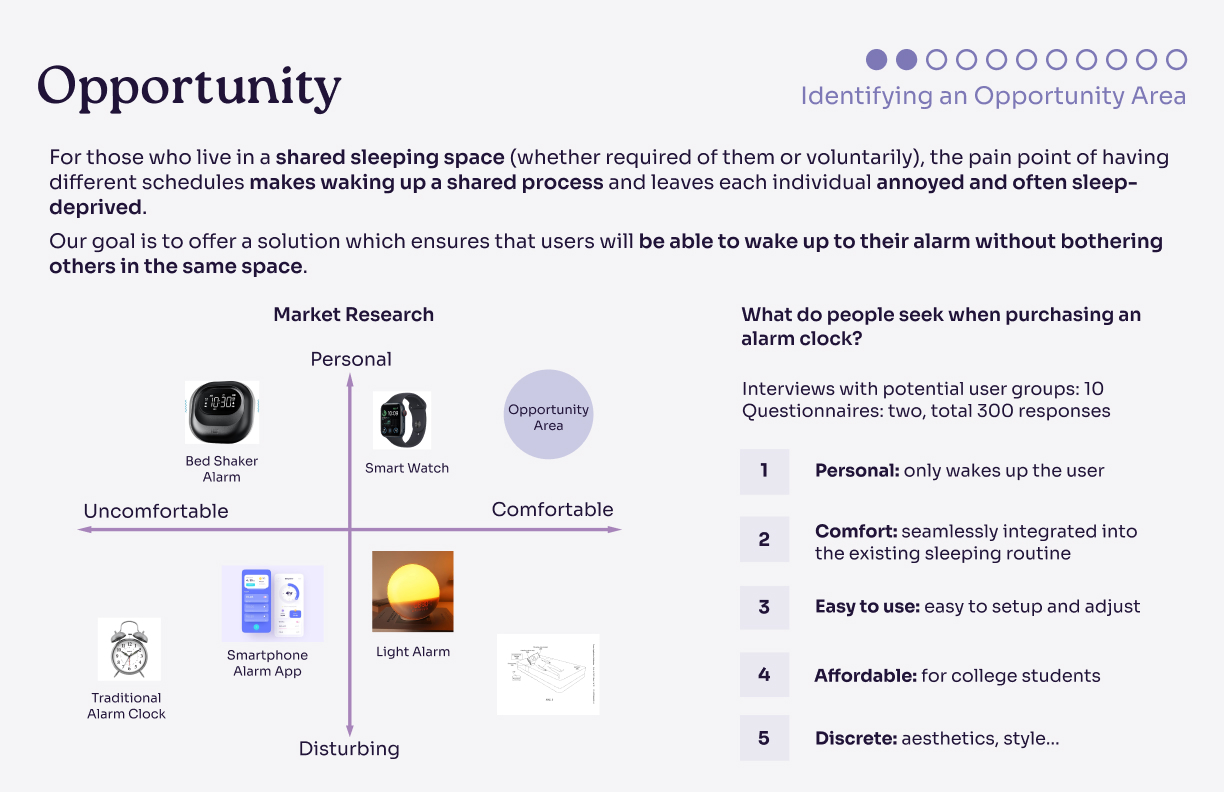 Opportunity
Identifying an Opportunity Area
For those who live in a shared sleeping space (whether required of them or voluntarily), the pain point of having
different schedules makes waking up a shared process and leaves each individual annoyed and often sleep-
deprived.
Our goal is to offer a solution which ensures that users will be able to wake up to their alarm without bothering
others in the same space.
Market Research
Personal
10:30
10:09
Opportunity
Area
Bed Shaker
Alarm
Smart Watch
Uncomfortable
Comfortable
Smartphone
Alarm App
Light Alarm
Traditional
Alarm Clock
Disturbing
What do people seek when purchasing an
alarm clock?
Interviews with potential user groups: 10
Questionnaires: two, total 300 responses
1
Personal: only wakes up the user
2
Comfort: seamlessly integrated into
the existing sleeping routine
3
Easy to use: easy to setup and adjust
4
Affordable: for college students
5
Discrete: aesthetics, style...